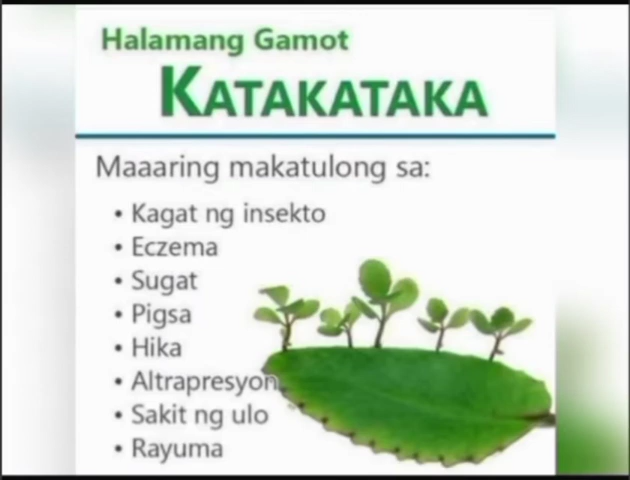 Halamang Gamot
KATAKATAKA
Maaaring makatulong sa:
• Kagat ng insekto
• Eczema
• Sugat
• Pigsa
• Hika
• Altrapresyon
• Sakit ng ulo
• Rayuma